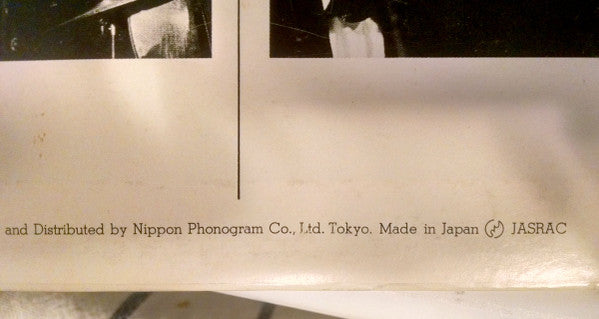 and Distributed by Nippon Phonogram Co., Ltd. Tokyo. Made in Japan JASRAC